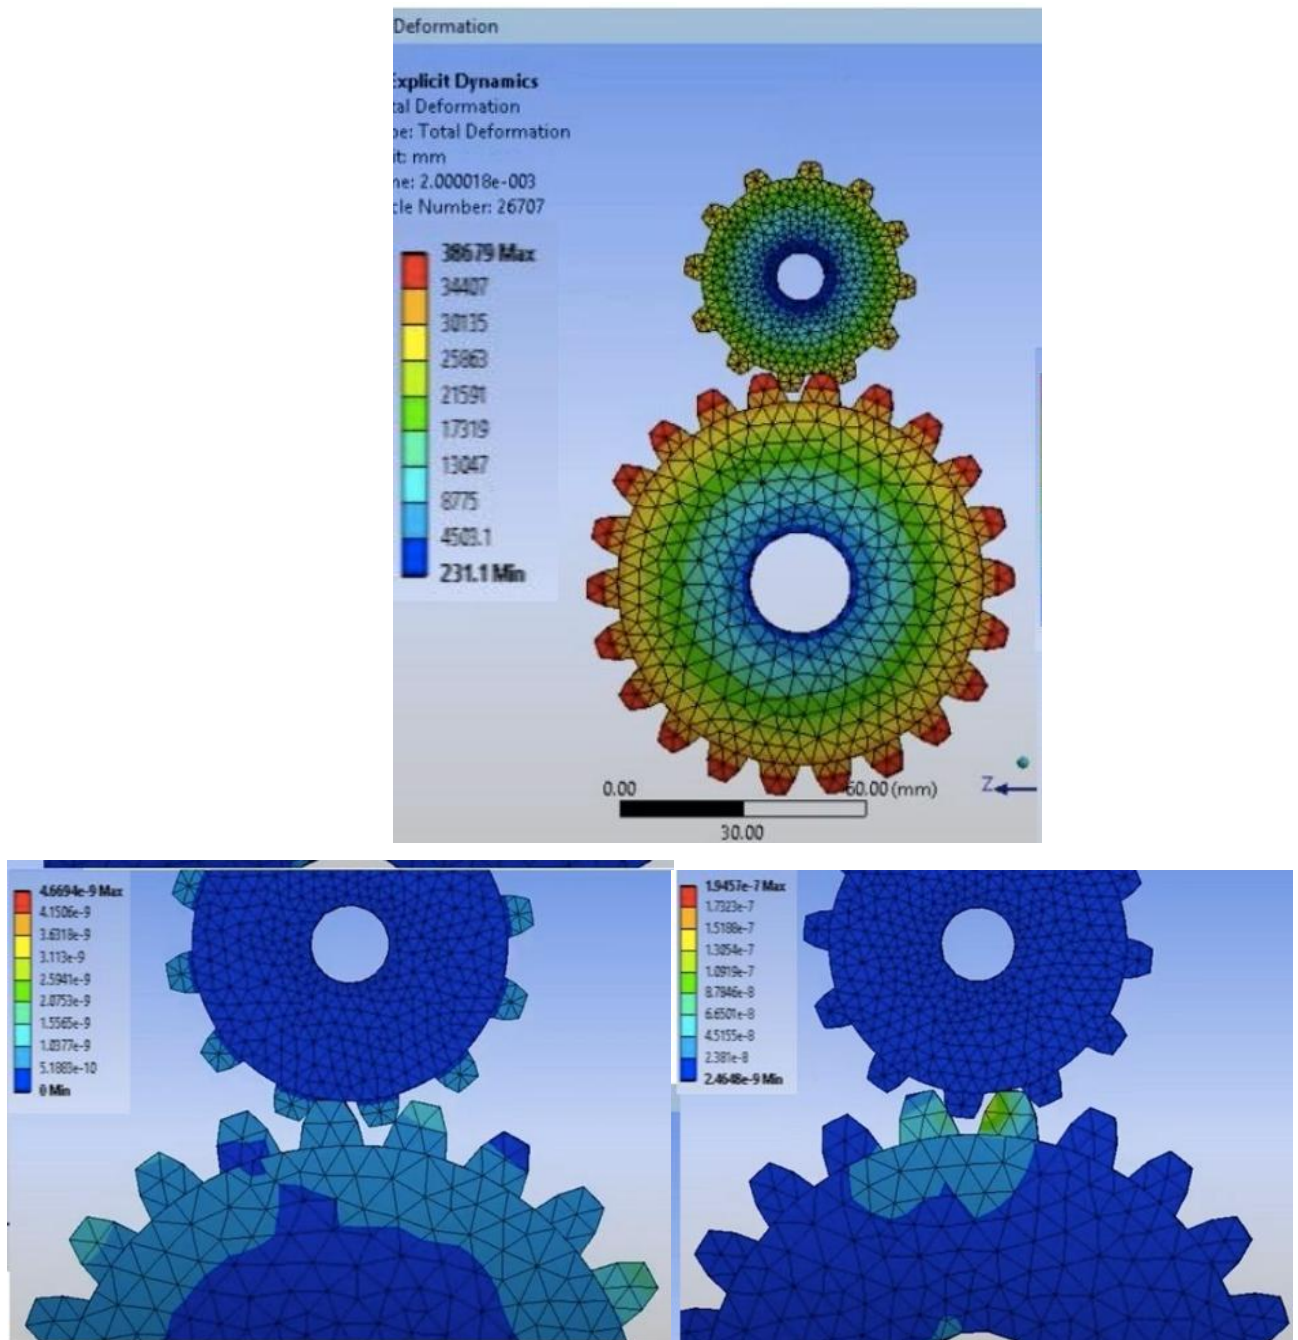 Deformation
Explicit Dynamics
tal Deformation
pe: Total Deformation
it: mm
ne: 2.000018e-003
cle Number: 26707
38679 Max
34407
30135
25863
21591
17319
13047
8775
4503.1
231.1 Min
0.00
60.00 (mm)
30.00
Z
4.6694e-9 Max
4.1506e-9
3.6318e-9
3.113e-9
2.5941e-9
2.0753e-9
1.5565e-9
1.0377e-9
5.1883e-10
0 Min
1.9457e-7 Max
1.7323e-7
1.5188e-7
1.3054e-7
1.0919e-7
8.7846e-8
6.6501e-8
4.5155e-8
2.381e-8
2.4648e-9 Min